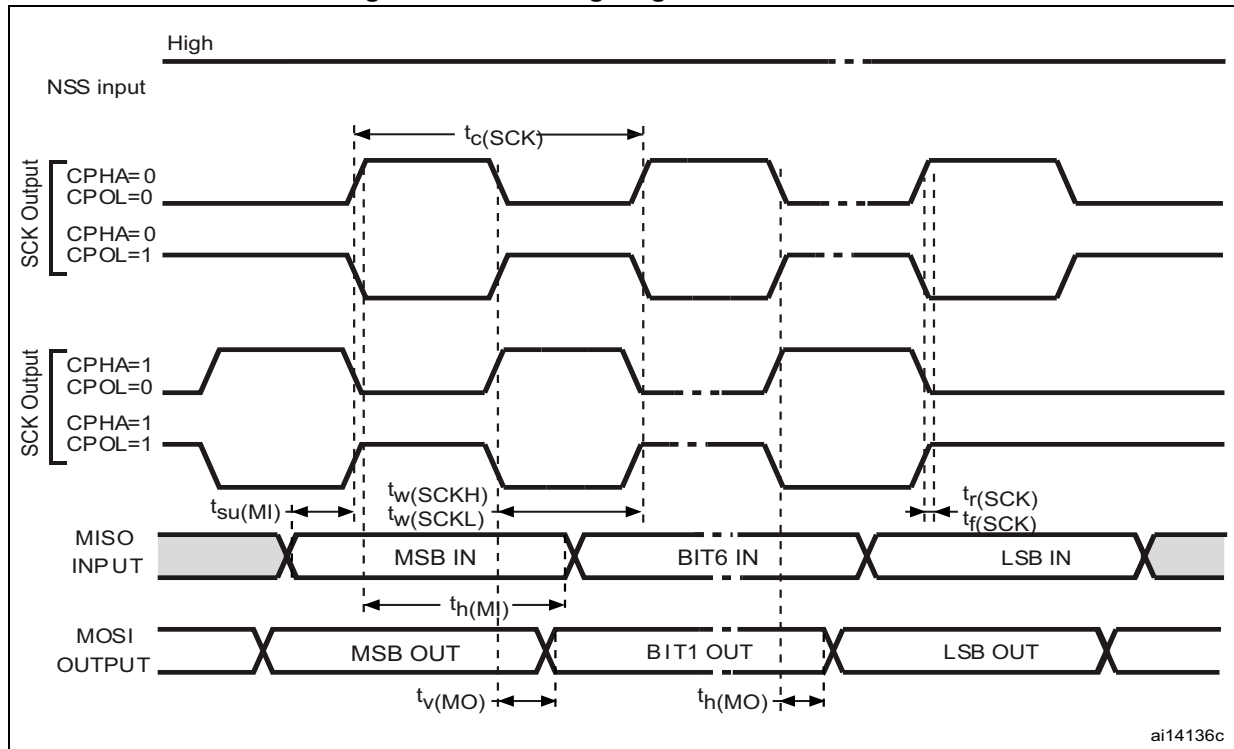 High
NSS input
tc(SCK)
SCK Output
CPHA=0
CPOL=0
CPHA=0
CPOL=1
SCK Output
CPHA=1
CPOL=0
CPHA=1
CPOL=1
tsu(MI)
tw(SCKH)
tw(SCKL)
tr(SCK)
tf(SCK)
MISO
INPUT
MSB IN
BIT6 IN
LSB IN
th(MI)
MOSI
OUTPUT
MSB OUT
BIT1 OUT
LSB OUT
tv(MO)
th(MO)
ai14136c